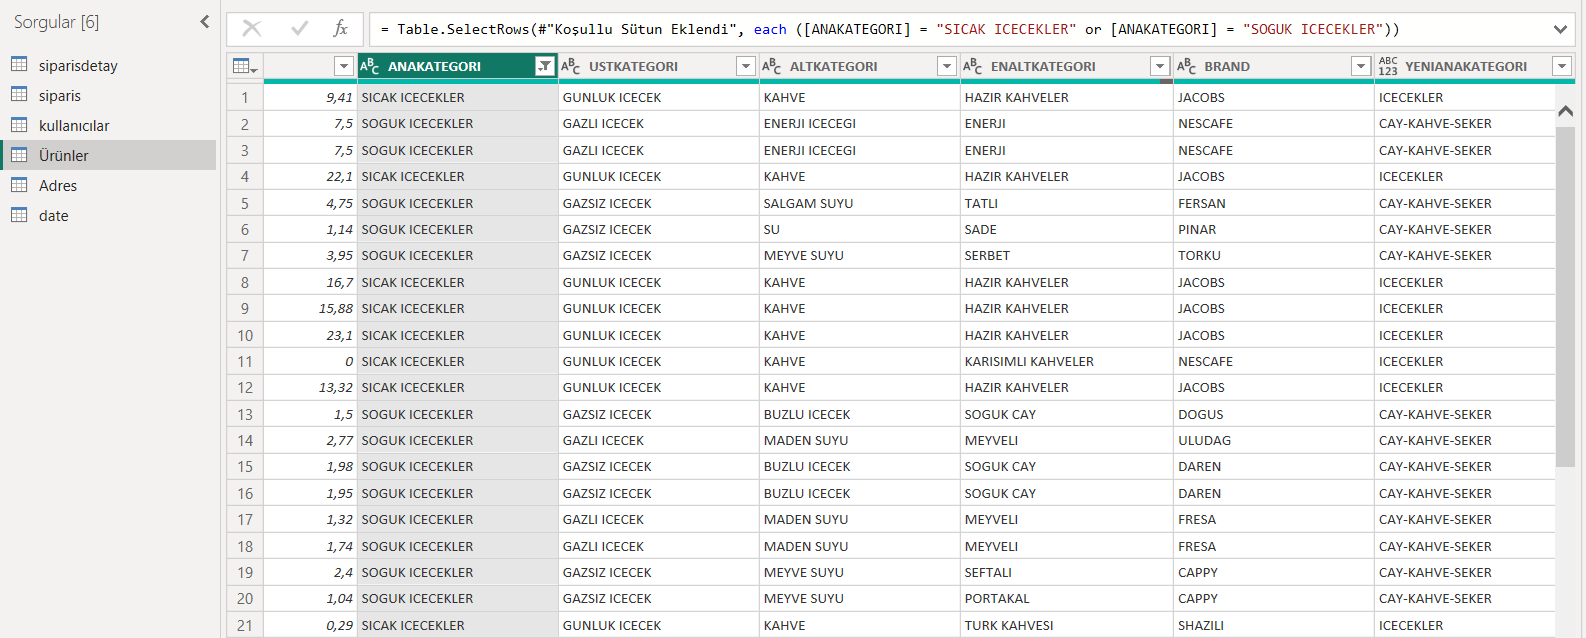 Sorgular [6]
= Table.SelectRows(#"Koşullu Sütun Eklendi", each ([ANAKATEGORI] = "SICAK ICECEKLER" or [ANAKATEGORI] = "SOGUK ICECEKLER"))
siparisdetay
siparis
kullanıcılar
Ürünler
Adres
date
ANAKATEGORI USTKATEGORI ALTKATEGORI ENALTKATEGORI BRAND YENIANAKATEGORI
1 9,41 SICAK ICECEKLER GUNLUK ICECEK KAHVE HAZIR KAHVELER JACOBS ICECEKLER
2 7,5 SOGUK ICECEKLER GAZLI ICECEK ENERJI ICECEGI ENERJI NESCAFE CAY-KAHVE-SEKER
3 7,5 SOGUK ICECEKLER GAZLI ICECEK ENERJI ICECEGI ENERJI NESCAFE CAY-KAHVE-SEKER
4 22,1 SICAK ICECEKLER GUNLUK ICECEK KAHVE HAZIR KAHVELER JACOBS ICECEKLER
5 4,75 SOGUK ICECEKLER GAZSIZ ICECEK SALGAM SUYU TATLI FERSAN CAY-KAHVE-SEKER
6 1,14 SOGUK ICECEKLER GAZSIZ ICECEK SU SADE PINAR CAY-KAHVE-SEKER
7 3,95 SOGUK ICECEKLER GAZSIZ ICECEK MEYVE SUYU SERBET TORKU CAY-KAHVE-SEKER
8 16,7 SICAK ICECEKLER GUNLUK ICECEK KAHVE HAZIR KAHVELER JACOBS ICECEKLER
9 15,88 SICAK ICECEKLER GUNLUK ICECEK KAHVE HAZIR KAHVELER JACOBS ICECEKLER
10 23,1 SICAK ICECEKLER GUNLUK ICECEK KAHVE HAZIR KAHVELER JACOBS ICECEKLER
11 0 SICAK ICECEKLER GUNLUK ICECEK KAHVE KARISIMLI KAHVELER NESCAFE ICECEKLER
12 13,32 SICAK ICECEKLER GUNLUK ICECEK KAHVE HAZIR KAHVELER JACOBS ICECEKLER
13 1,5 SOGUK ICECEKLER GAZSIZ ICECEK BUZLU ICECEK SOGUK CAY DOGUS CAY-KAHVE-SEKER
14 2,77 SOGUK ICECEKLER GAZLI ICECEK MADEN SUYU MEYVELI ULUDAG CAY-KAHVE-SEKER
15 1,98 SOGUK ICECEKLER GAZSIZ ICECEK BUZLU ICECEK SOGUK CAY DAREN CAY-KAHVE-SEKER
16 1,95 SOGUK ICECEKLER GAZSIZ ICECEK BUZLU ICECEK SOGUK CAY DAREN CAY-KAHVE-SEKER
17 1,32 SOGUK ICECEKLER GAZLI ICECEK MADEN SUYU MEYVELI FRESA CAY-KAHVE-SEKER
18 1,74 SOGUK ICECEKLER GAZLI ICECEK MADEN SUYU MEYVELI FRESA CAY-KAHVE-SEKER
19 2,4 SOGUK ICECEKLER GAZSIZ ICECEK MEYVE SUYU SEFTALI CAPPY CAY-KAHVE-SEKER
20 1,04 SOGUK ICECEKLER GAZSIZ ICECEK MEYVE SUYU PORTAKAL CAPPY CAY-KAHVE-SEKER
21 0,29 SICAK ICECEKLER GUNLUK ICECEK KAHVE TURK KAHVESI SHAZILI ICECEKLER